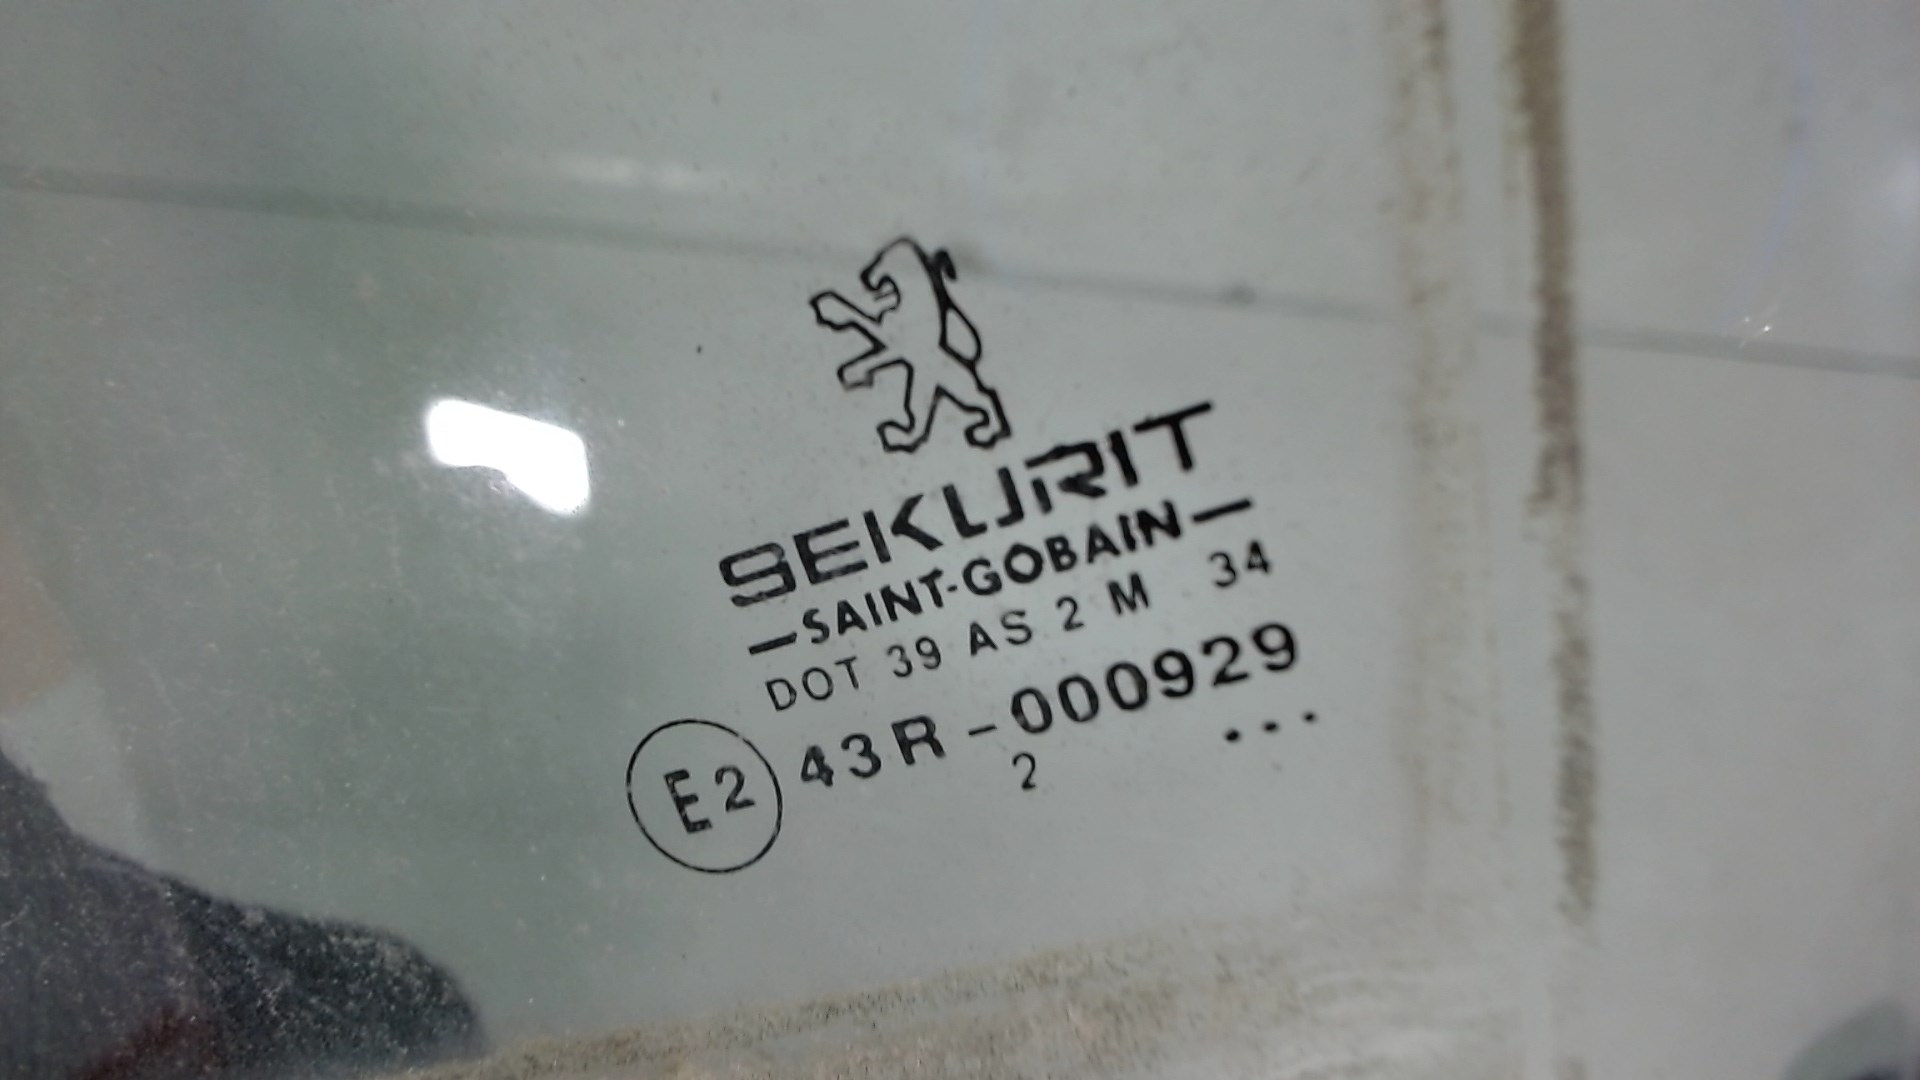 SEKURIT
—SAINT-GOBAIN—
DOT 39 AS 2 M 34
E2 43R-000929
2 ...